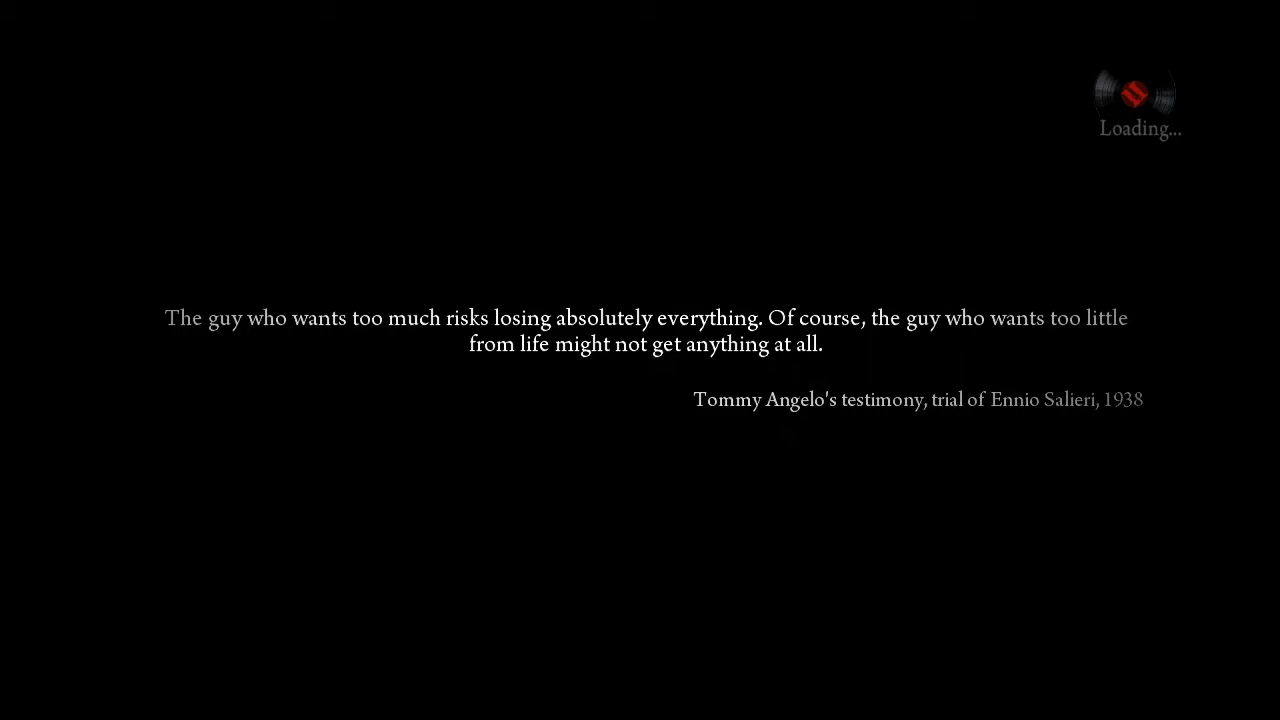 Loading...
The guy who wants too much risks losing absolutely everything. Of course, the guy who wants too little
from life might not get anything at all.
Tommy Angelo's testimony, trial of Ennio Salieri, 1938